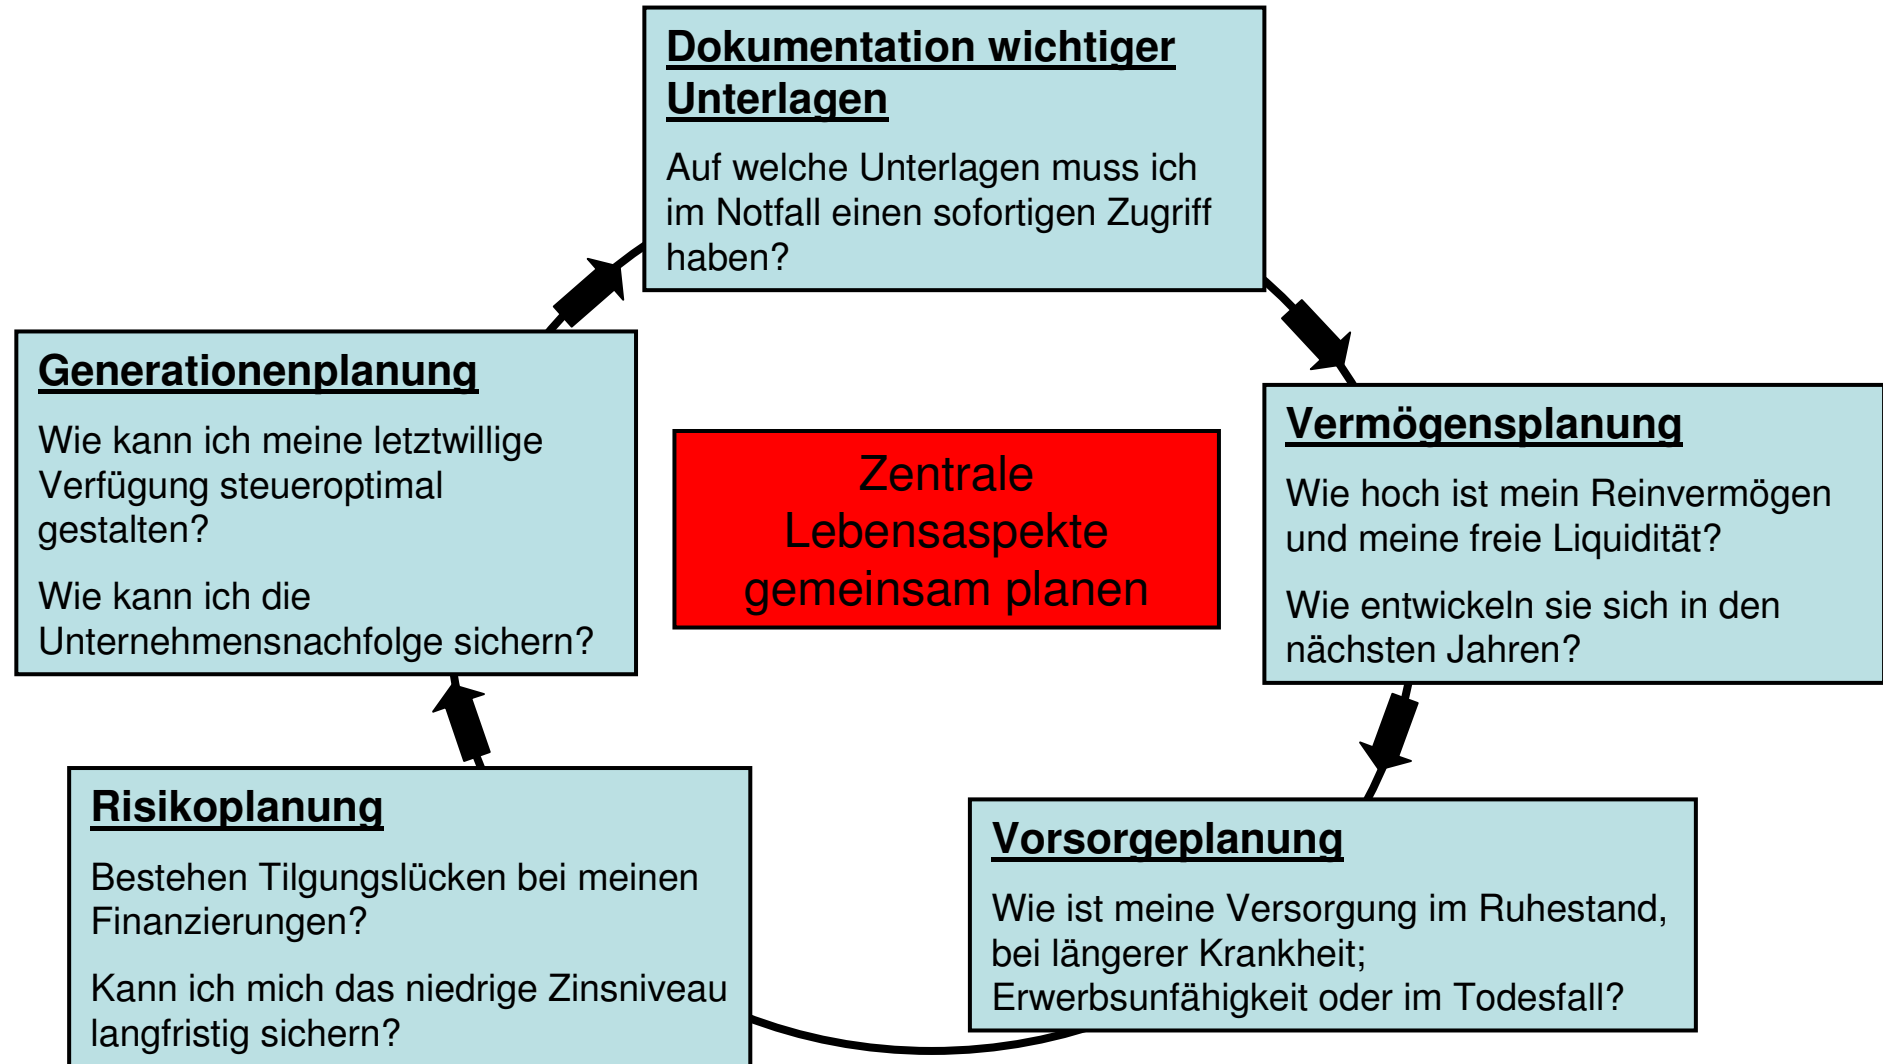 Dokumentation wichtiger
Unterlagen
Auf welche Unterlagen muss ich
im Notfall einen sofortigen Zugriff
haben?
Generationenplanung
Wie kann ich meine letztwillige
Verfügung steueroptimal
gestalten?
Wie kann ich die
Unternehmensnachfolge sichern?
Zentrale
Lebensaspekte
gemeinsam planen
Vermögensplanung
Wie hoch ist mein Reinvermögen
und meine freie Liquidität?
Wie entwickeln sie sich in den
nächsten Jahren?
Risikoplanung
Bestehen Tilgungslücken bei meinen
Finanzierungen?
Kann ich mich das niedrige Zinsniveau
langfristig sichern?
Vorsorgeplanung
Wie ist meine Versorgung im Ruhestand,
bei längerer Krankheit;
Erwerbsunfähigkeit oder im Todesfall?